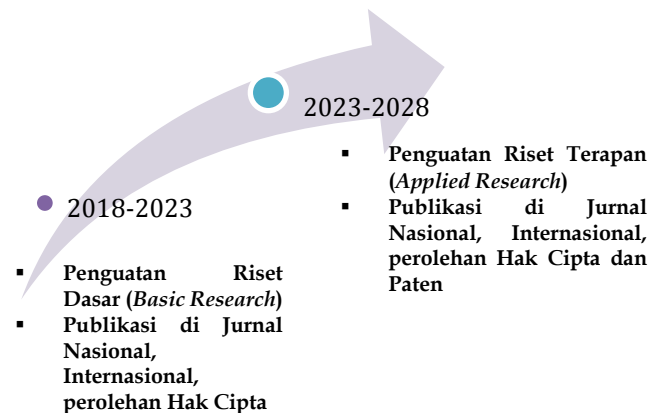 2018-2023
▪ Penguatan Riset
Dasar (Basic Research)
▪ Publikasi di Jurnal
Nasional,
Internasional,
perolehan Hak Cipta
2023-2028
▪ Penguatan Riset Terapan
(Applied Research)
▪ Publikasi di Jurnal
Nasional, Internasional,
perolehan Hak Cipta dan
Paten